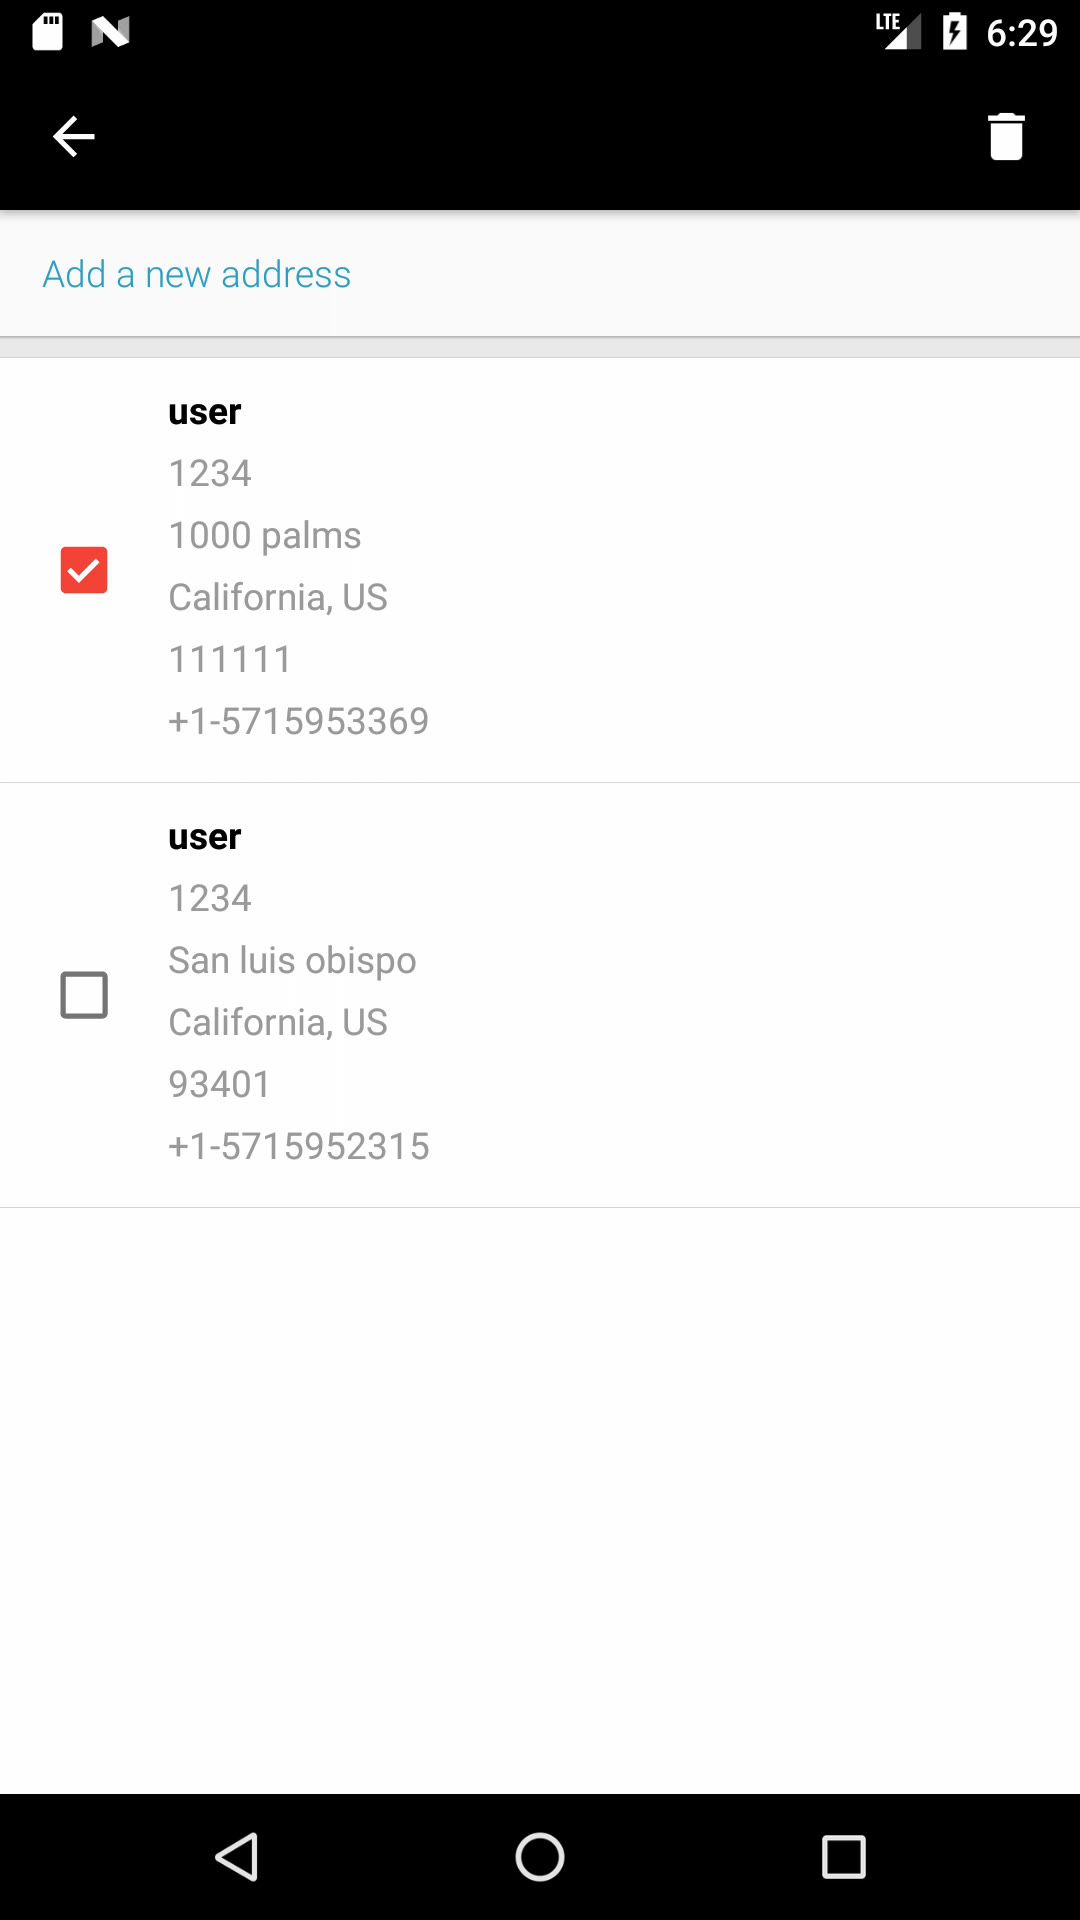 LTE 6:29
Add a new address
user
1234
1000 palms
California, US
111111
+1-5715953369
user
1234
San luis obispo
California, US
93401
+1-5715952315